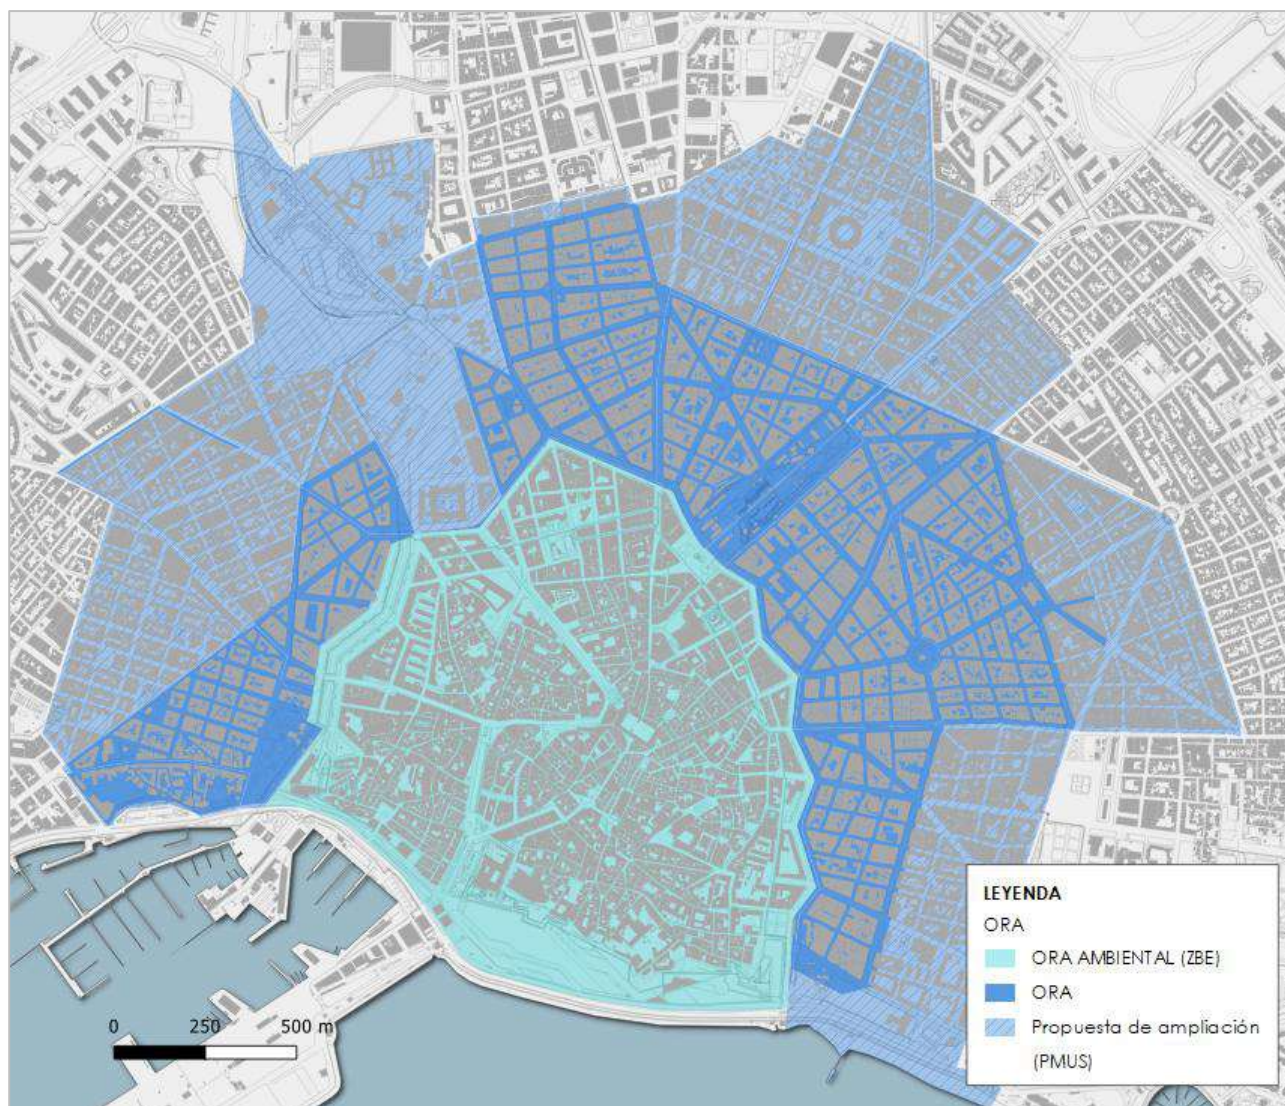 0 250 500 m
LEYENDA
ORA
ORA AMBIENTAL (ZBE)
ORA
Propuesta de ampliación
(PMUS)